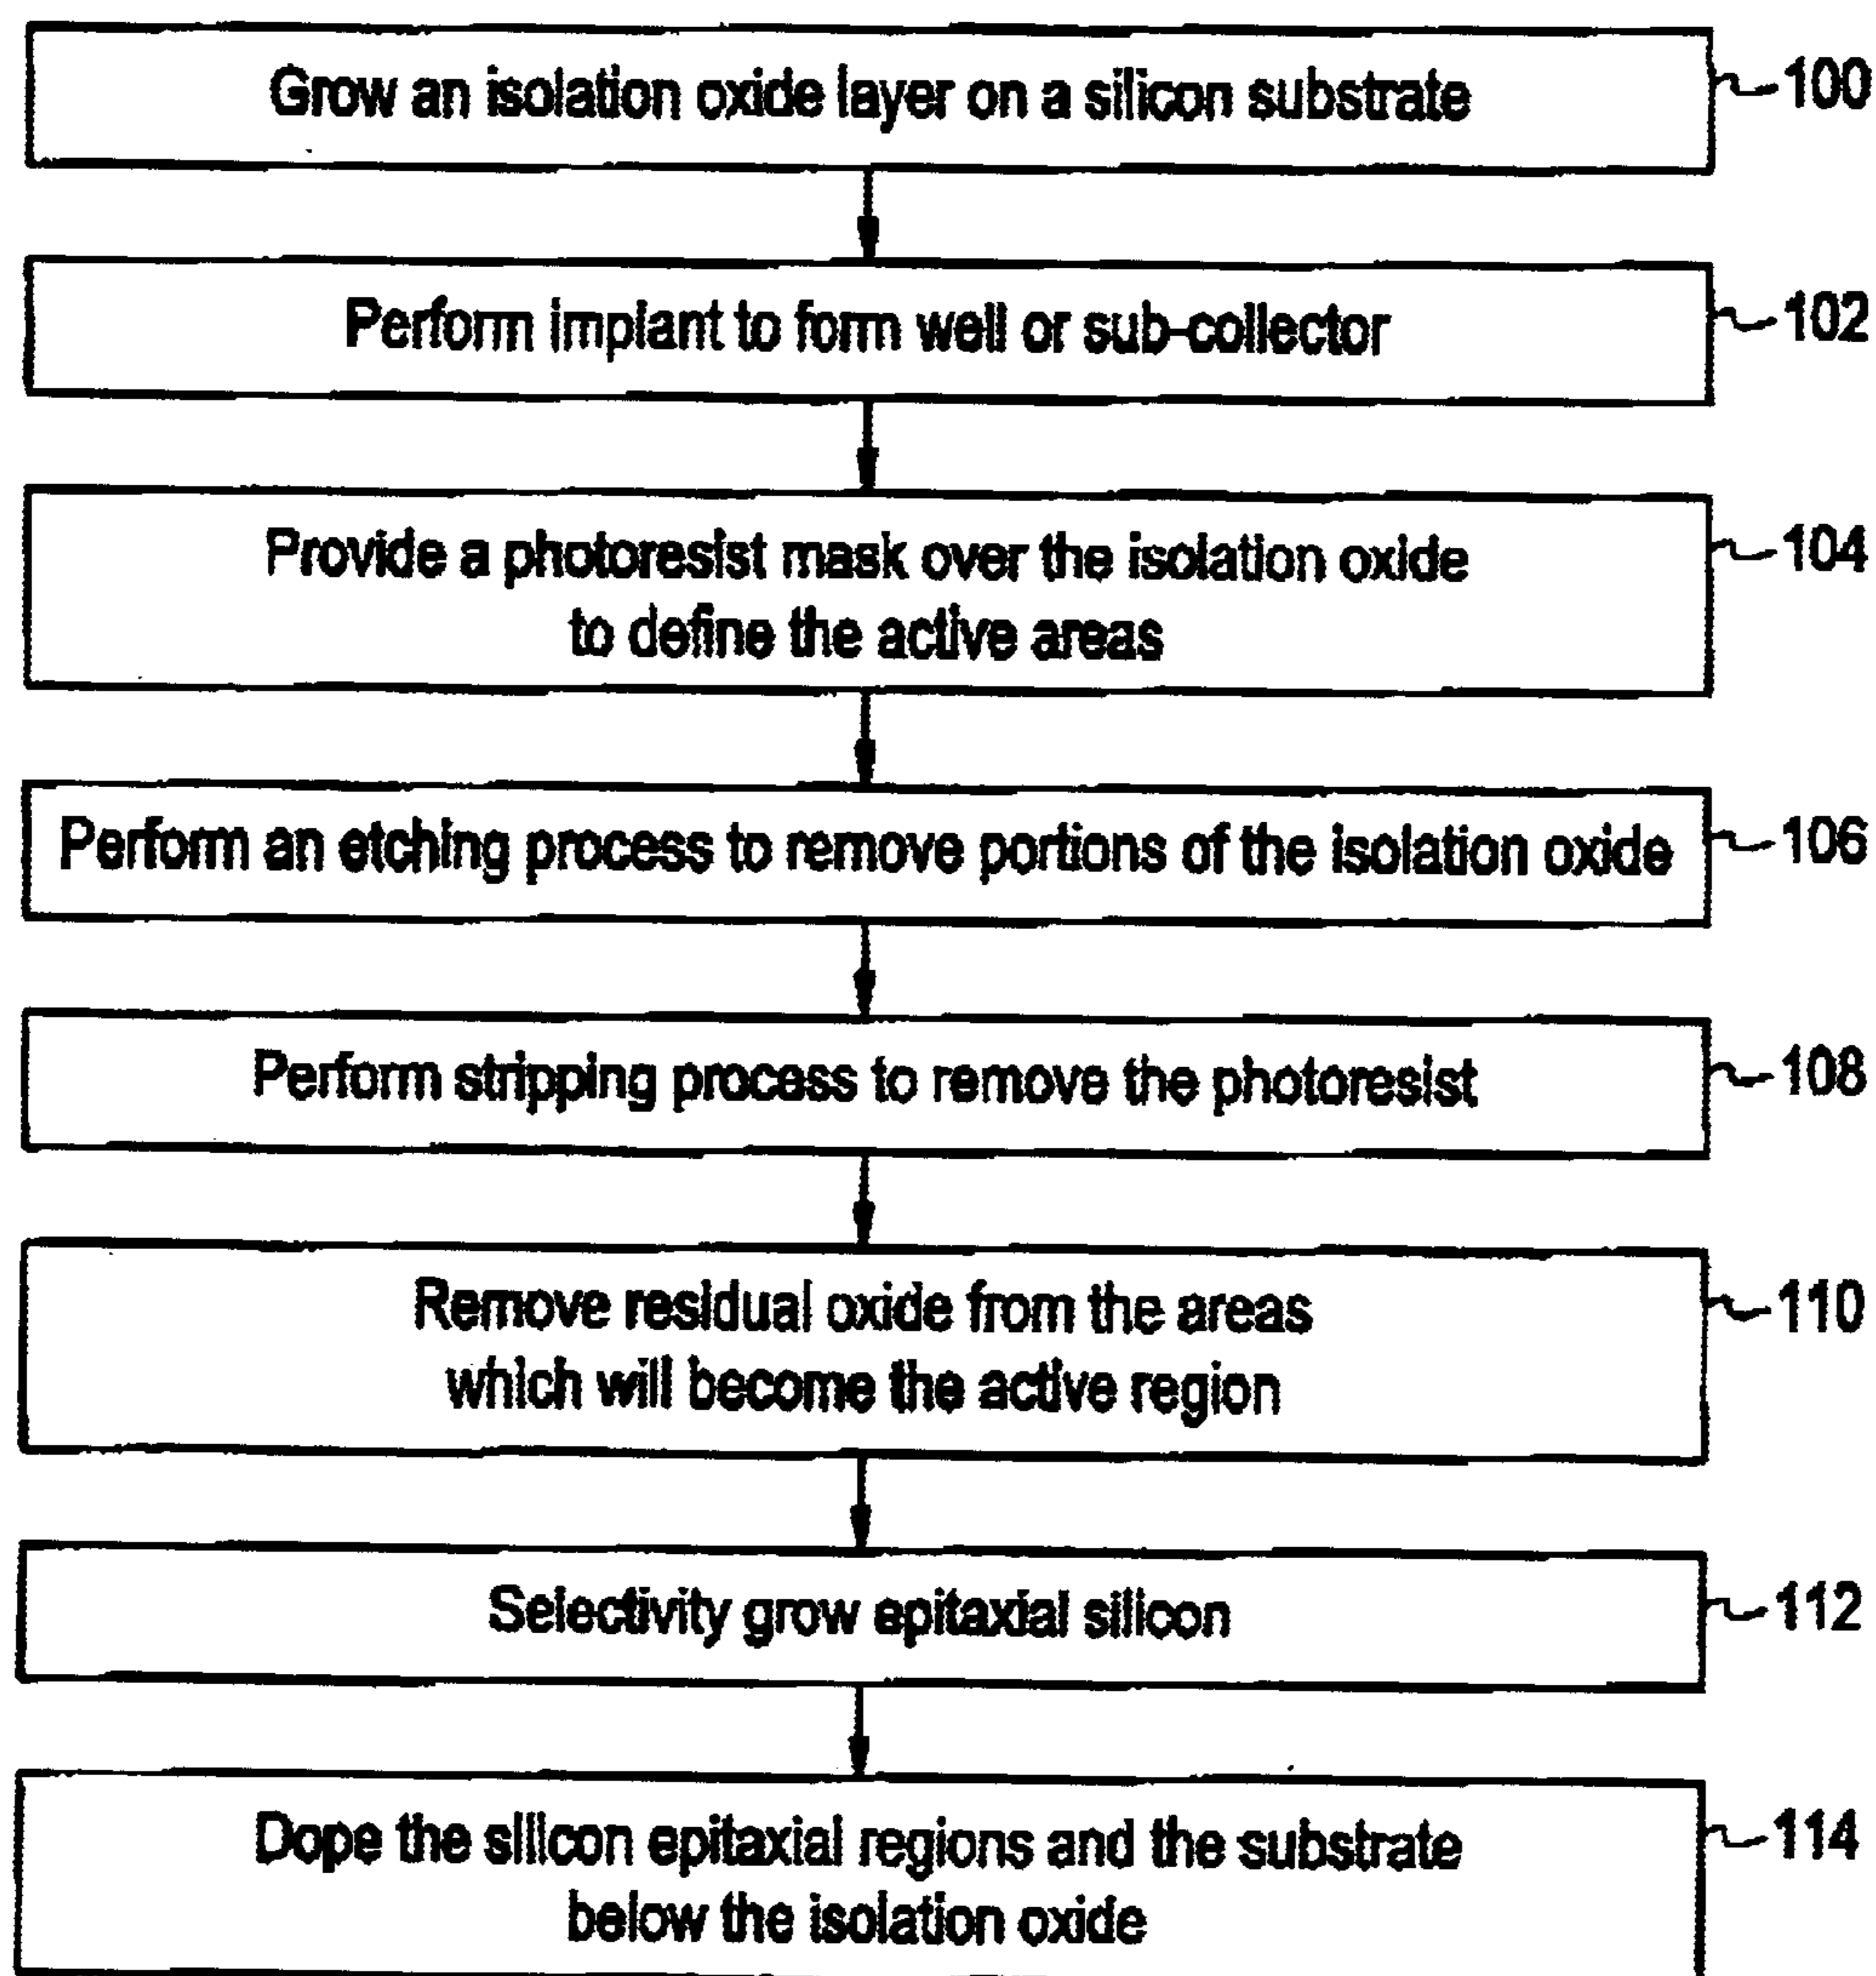 Grow an isolation oxide layer on a silicon substrate
100
Perform implant to form well or sub-collector
102
Provide a photoresist mask over the isolation oxide
to define the active areas
104
Perform an etching process to remove portions of the isolation oxide
106
Perform stripping process to remove the photoresist
108
Remove residual oxide from the areas
which will become the active region
110
Selectivity grow epitaxial silicon
112
Dope the silicon epitaxial regions and the substrate
below the isolation oxide
114